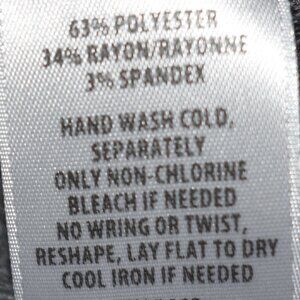 63% POLYESTER
34% RAYON/RAYONNE
3% SPANDEX
HAND WASH COLD,
SEPARATELY
ONLY NON-CHLORINE
BLEACH IF NEEDED
NO WRING OR TWIST,
RESHAPE, LAY FLAT TO DRY
COOL IRON IF NEEDED